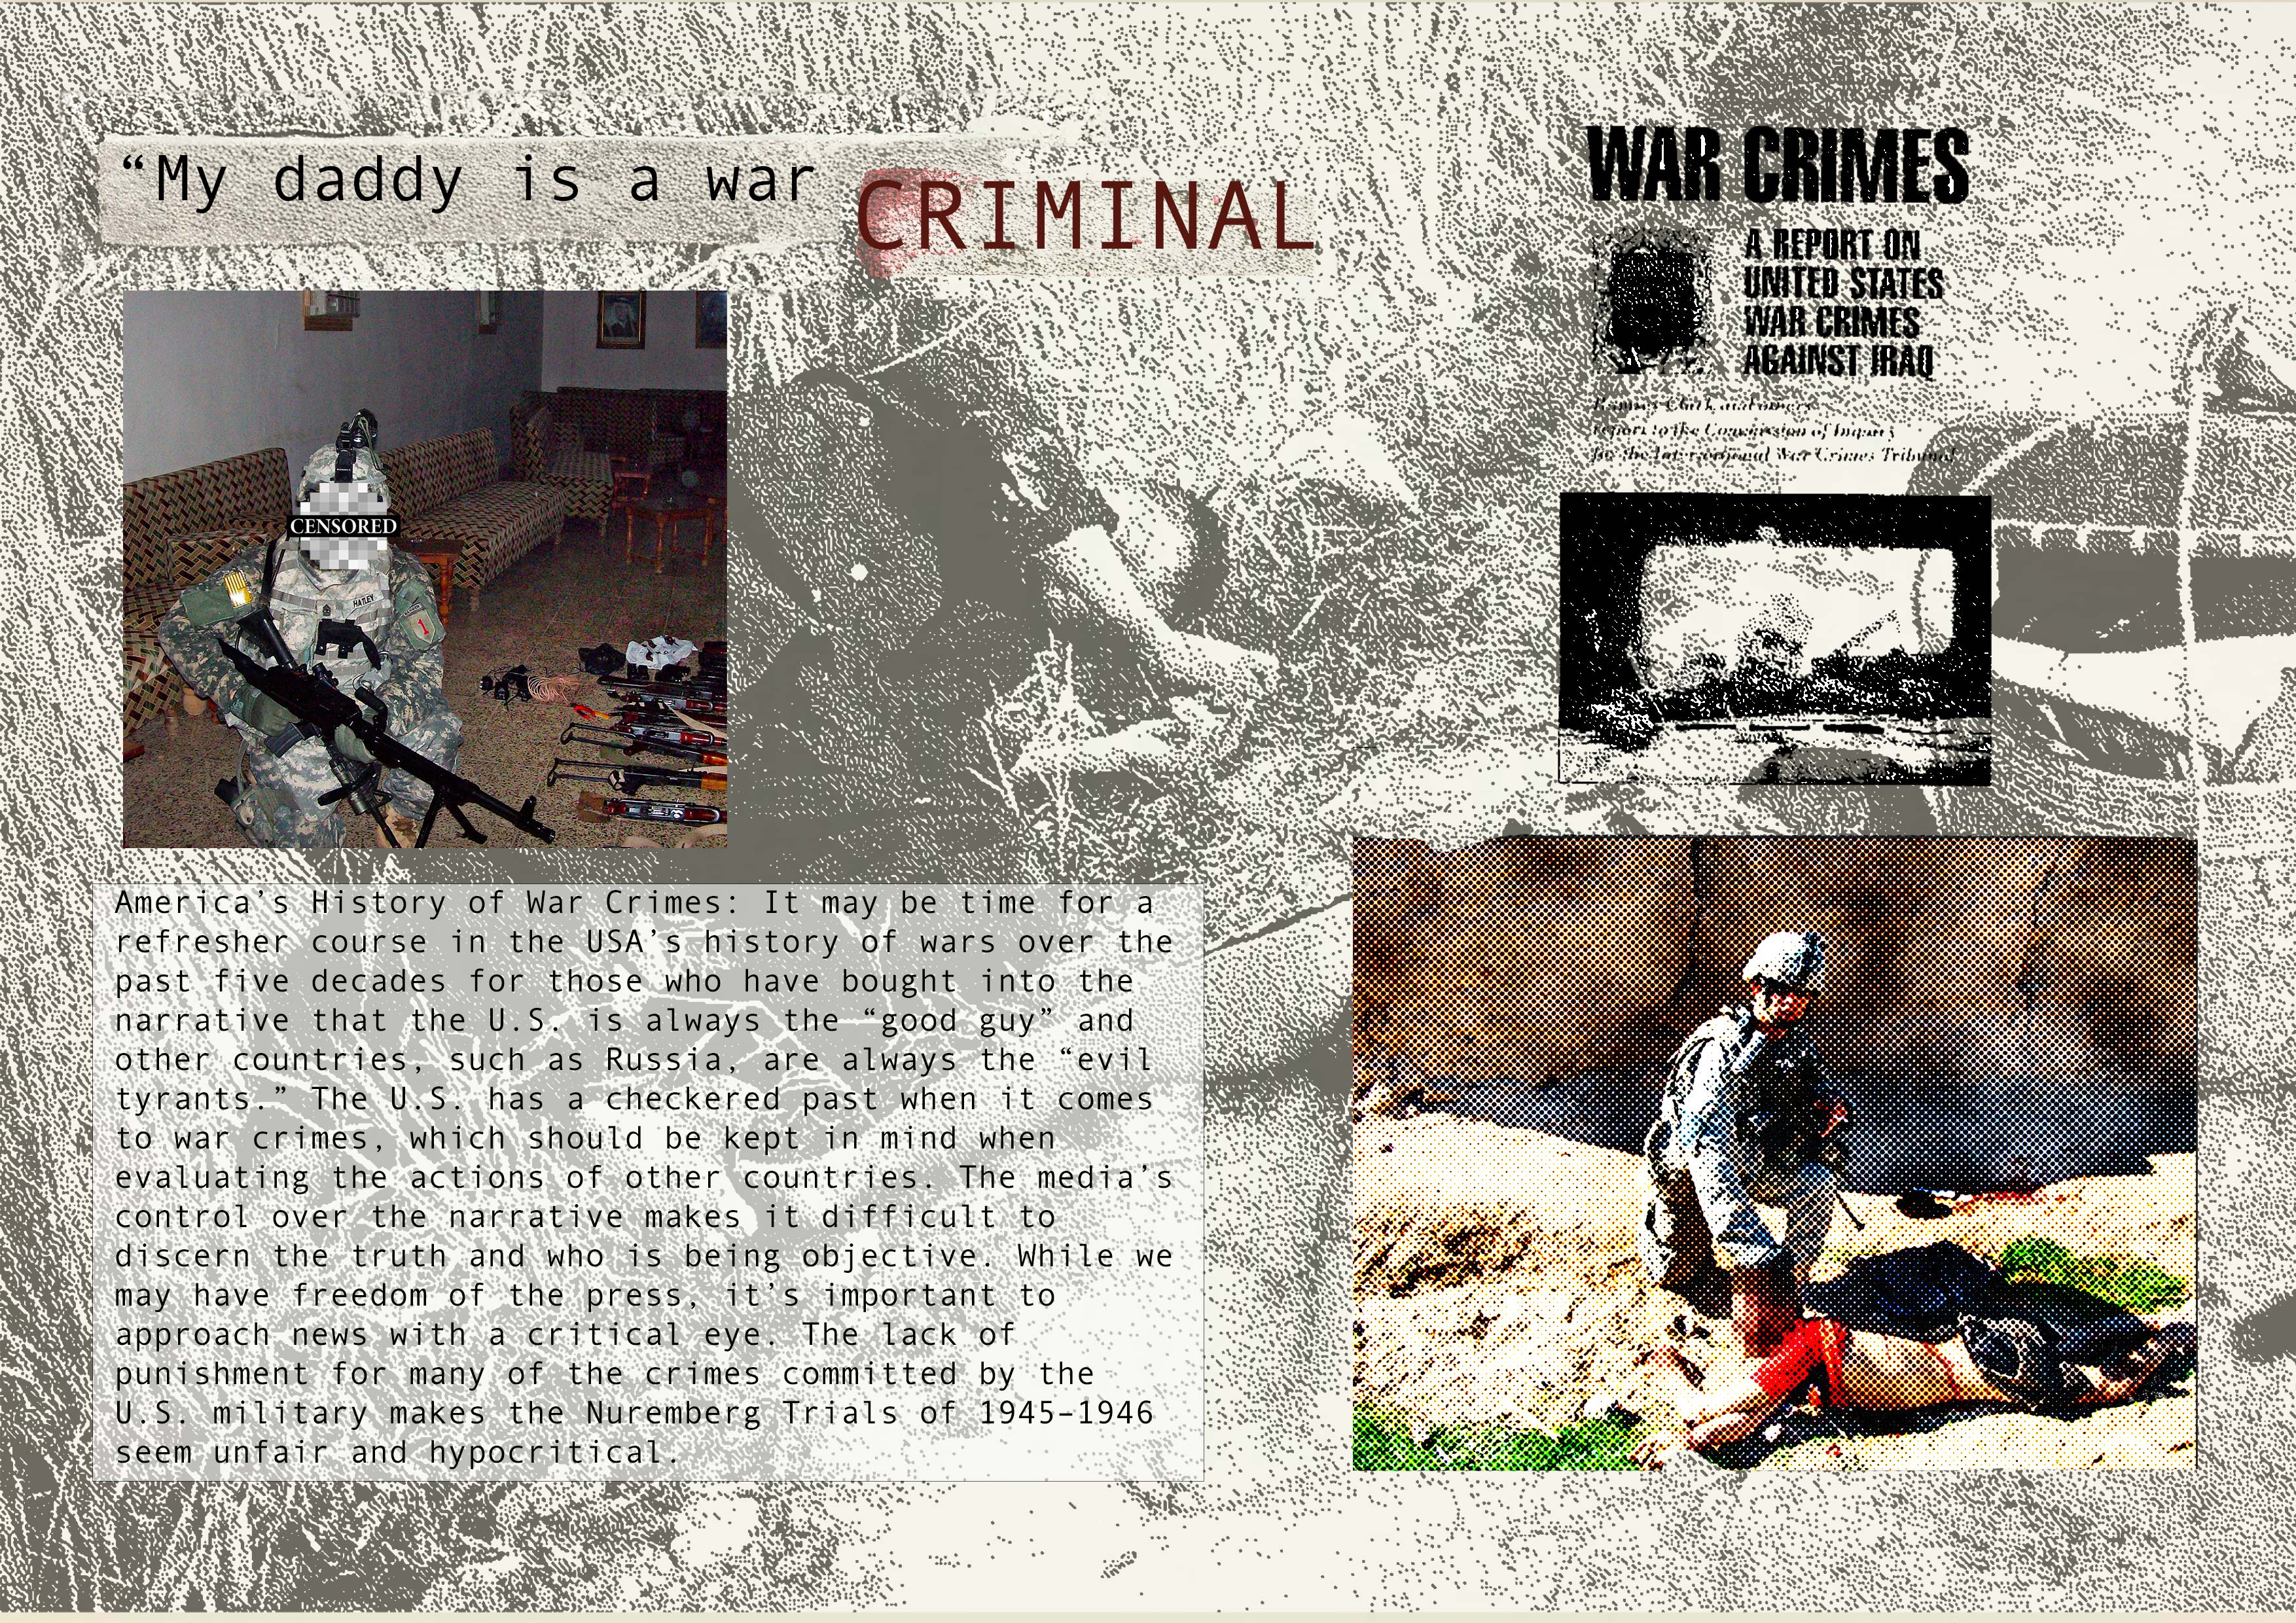 “My daddy is a war
CRIMINAL
WAR CRIMES
A REPORT ON
UNITED STATES
WAR CRIMES
AGAINST IRAQ
Ramsey Clark and others
report to the Commission of Inquiry
for the International War Crimes Tribunal
CENSORED
HATLEY
1
America’s History of War Crimes: It may be time for a
refresher course in the USA’s history of wars over the
past five decades for those who have bought into the
narrative that the U.S. is always the “good guy” and
other countries, such as Russia, are always the “evil
tyrants.” The U.S. has a checkered past when it comes
to war crimes, which should be kept in mind when
evaluating the actions of other countries. The media’s
control over the narrative makes it difficult to
discern the truth and who is being objective. While we
may have freedom of the press, it’s important to
approach news with a critical eye. The lack of
punishment for many of the crimes committed by the
U.S. military makes the Nuremberg Trials of 1945–1946
seem unfair and hypocritical.